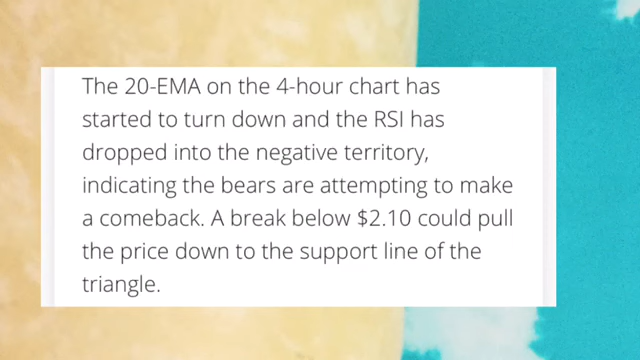 The 20-EMA on the 4-hour chart has
started to turn down and the RSI has
dropped into the negative territory,
indicating the bears are attempting to make
a comeback. A break below $2.10 could pull
the price down to the support line of the
triangle.